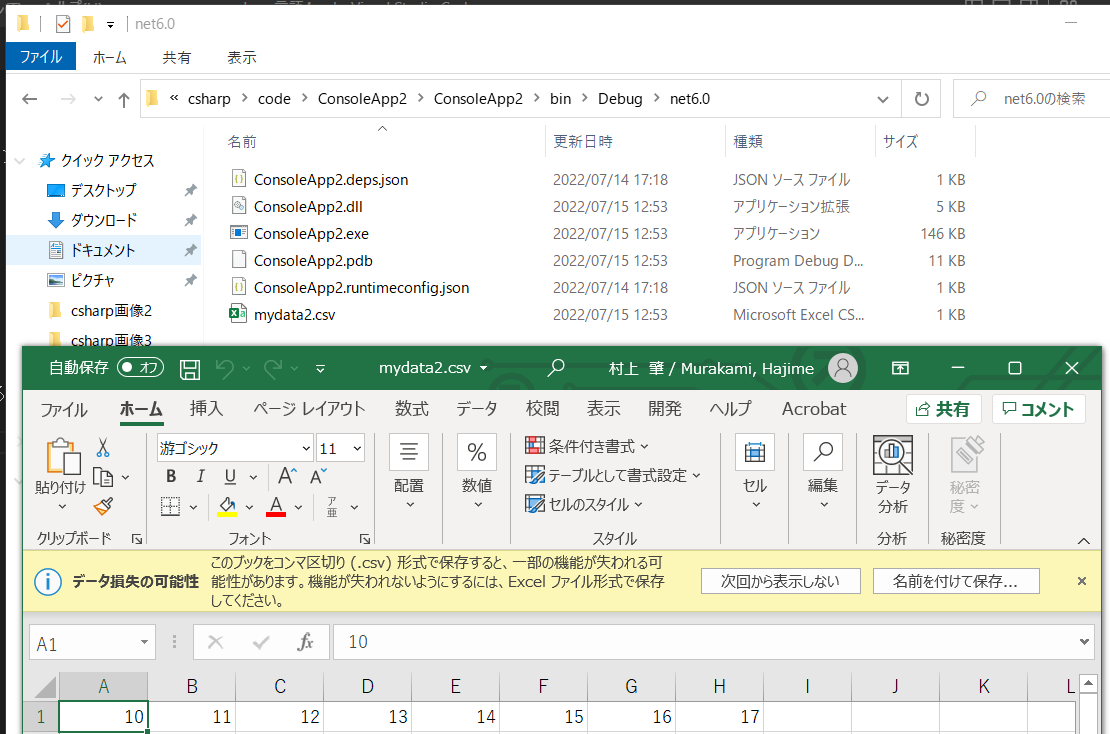 net6.0
ファイル ホーム 共有 表示
« csharp > code > ConsoleApp2 > ConsoleApp2 > bin > Debug > net6.0
net6.0の検索
名前 更新日時 種類 サイズ
クイック アクセス
デスクトップ
ダウンロード
ドキュメント
ピクチャ
csharp画像2
csharp画像3
ConsoleApp2.deps.json 2022/07/14 17:18 JSON ソース ファイル 1 KB
ConsoleApp2.dll 2022/07/15 12:53 アプリケーション拡張 5 KB
ConsoleApp2.exe 2022/07/15 12:53 アプリケーション 146 KB
ConsoleApp2.pdb 2022/07/15 12:53 Program Debug D... 11 KB
ConsoleApp2.runtimeconfig.json 2022/07/14 17:18 JSON ソース ファイル 1 KB
mydata2.csv 2022/07/15 12:53 Microsoft Excel CS... 1 KB
自動保存 オフ mydata2.csv 村上 肇 / Murakami, Hajime
ファイル ホーム 挿入 ページ レイアウト 数式 データ 校閲 表示 開発 ヘルプ Acrobat 共有 コメント
貼り付け
クリップボード
游ゴシック 11
B I U A A
A ア亜
フォント
配置
% 数値
条件付き書式
テーブルとして書式設定
セルのスタイル
スタイル
セル
編集
データ
分析
分析
秘密
度
秘密度
データ損失の可能性
このブックをコンマ区切り (.csv) 形式で保存すると、一部の機能が失われる可
能性があります。機能が失われないようにするには、Excel ファイル形式で保存
してください。
次回から表示しない 名前を付けて保存...
A1 fx 10
A B C D E F G H I J K L
1 10 11 12 13 14 15 16 17